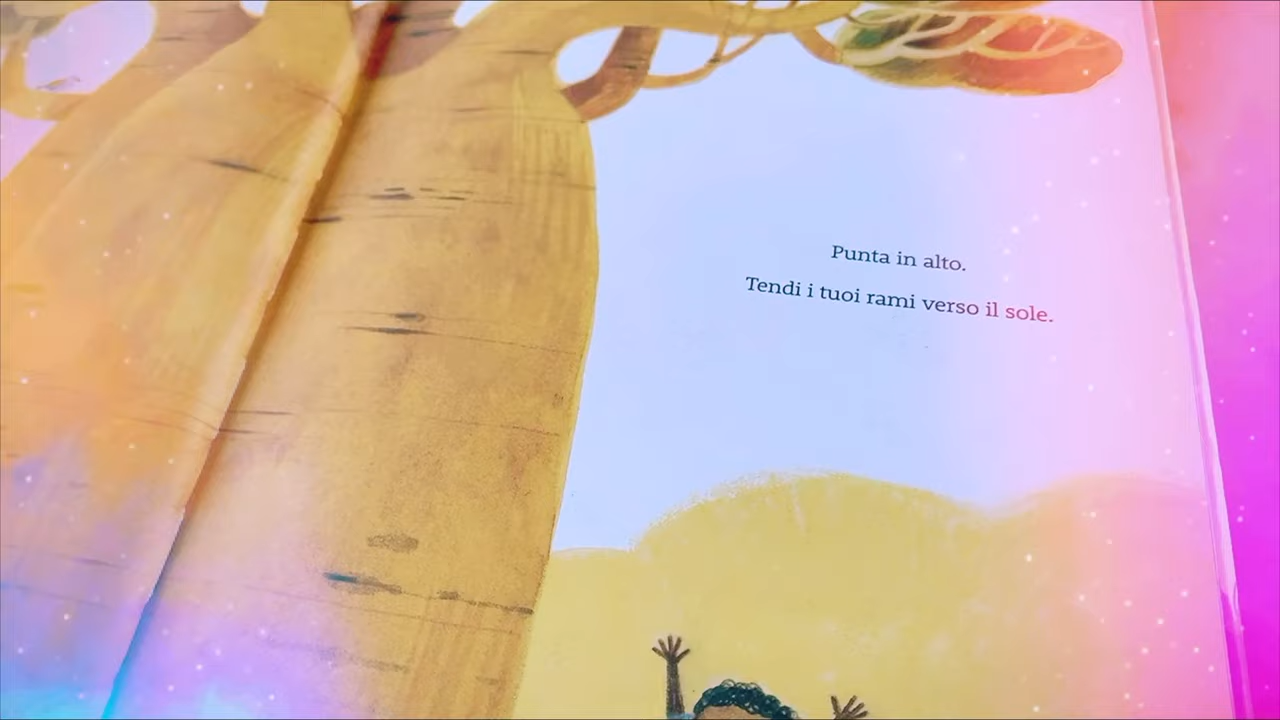 Punta in alto.
Tendi i tuoi rami verso il sole.